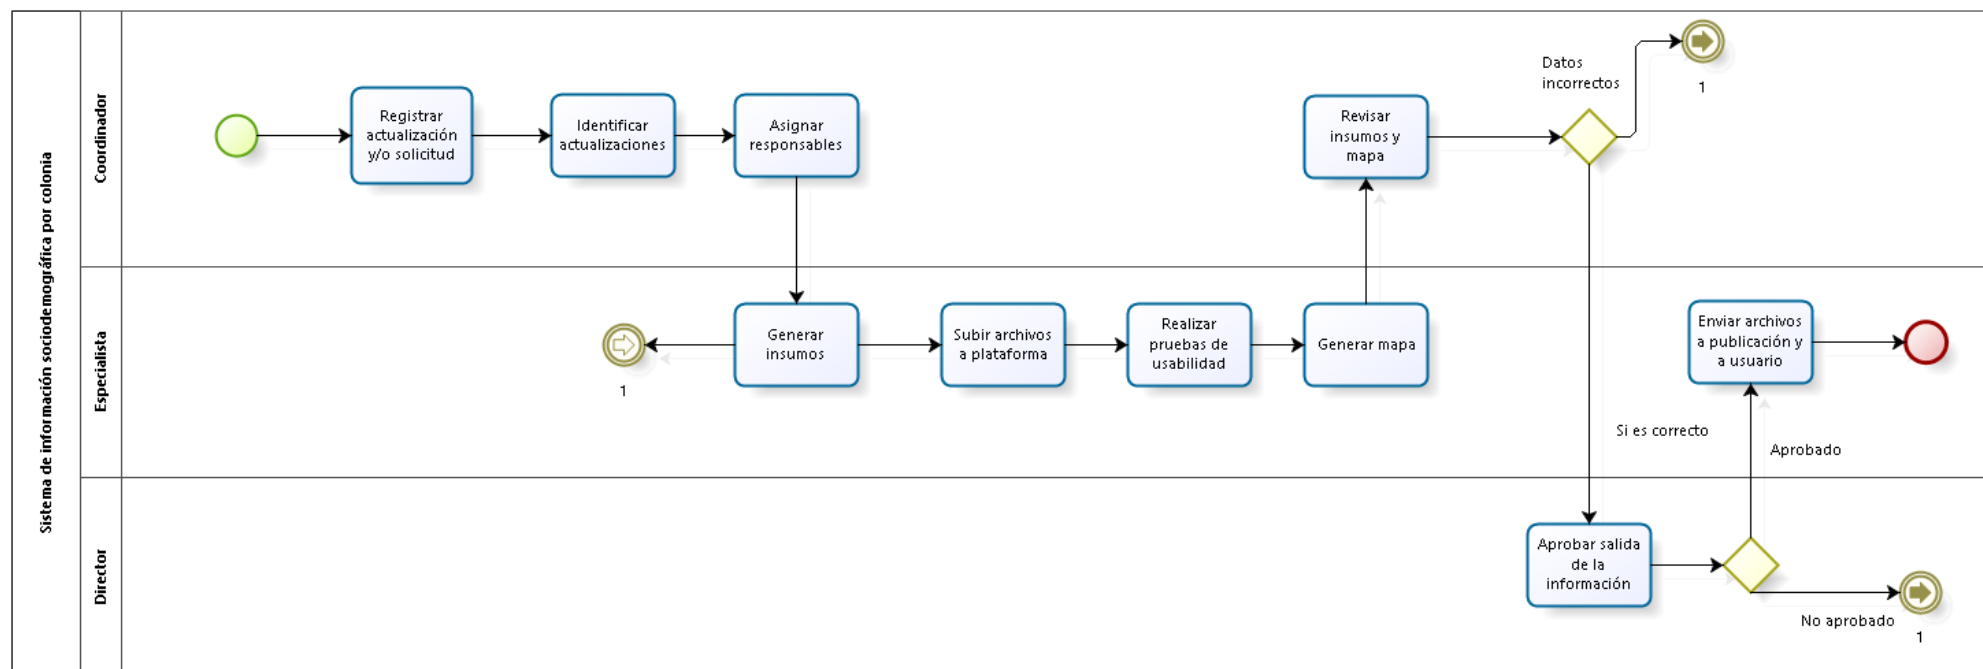 Sistema de información sociodemográfica por colonia
Coordinador
Registrar
actualización
y/o solicitud
Identificar
actualizaciones
Asignar
responsables
Revisar
insumos y
mapa
Datos
incorrectos
1
Especialista
1
Generar
insumos
Subir archivos
a plataforma
Realizar
pruebas de
usabilidad
Generar mapa
Enviar archivos
a publicación y
a usuario
Si es correcto
Aprobado
Director
Aprobar salida
de la
información
No aprobado
1